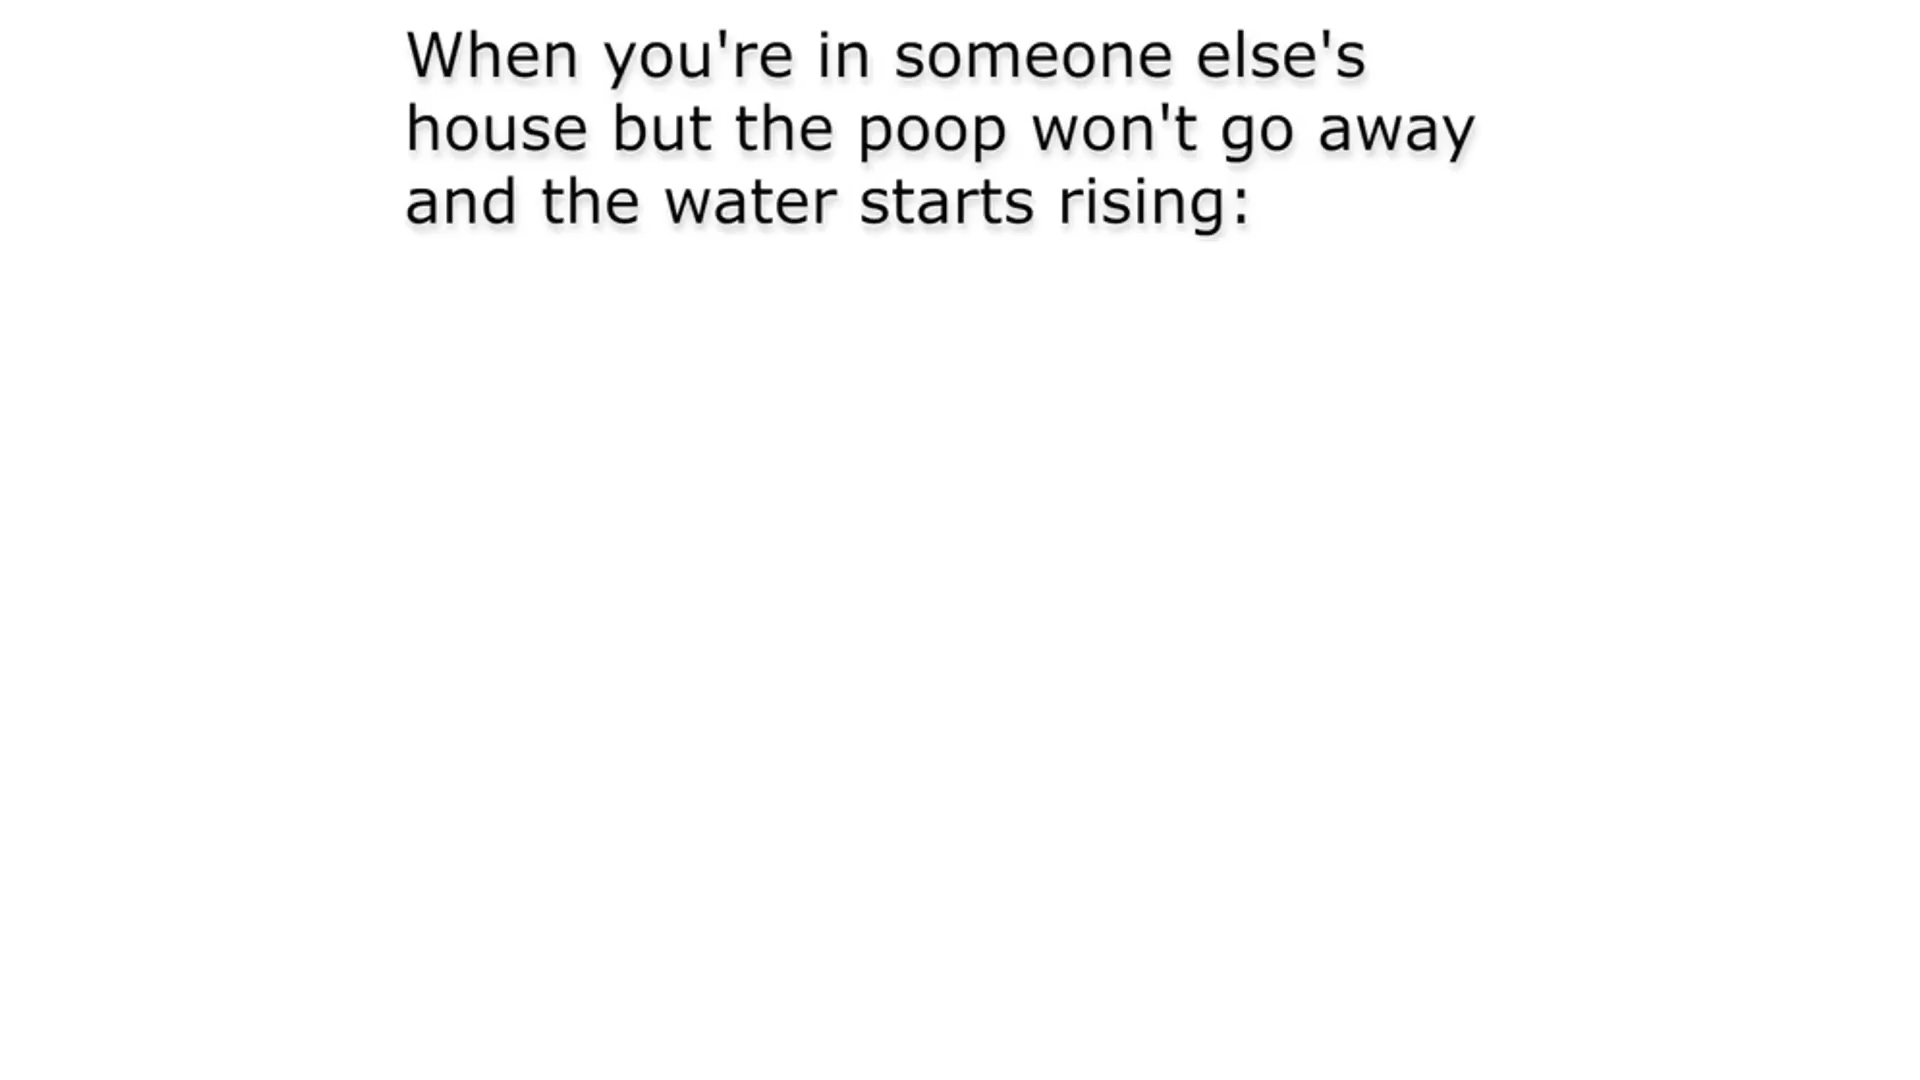 When you're in someone else's
house but the poop won't go away
and the water starts rising: